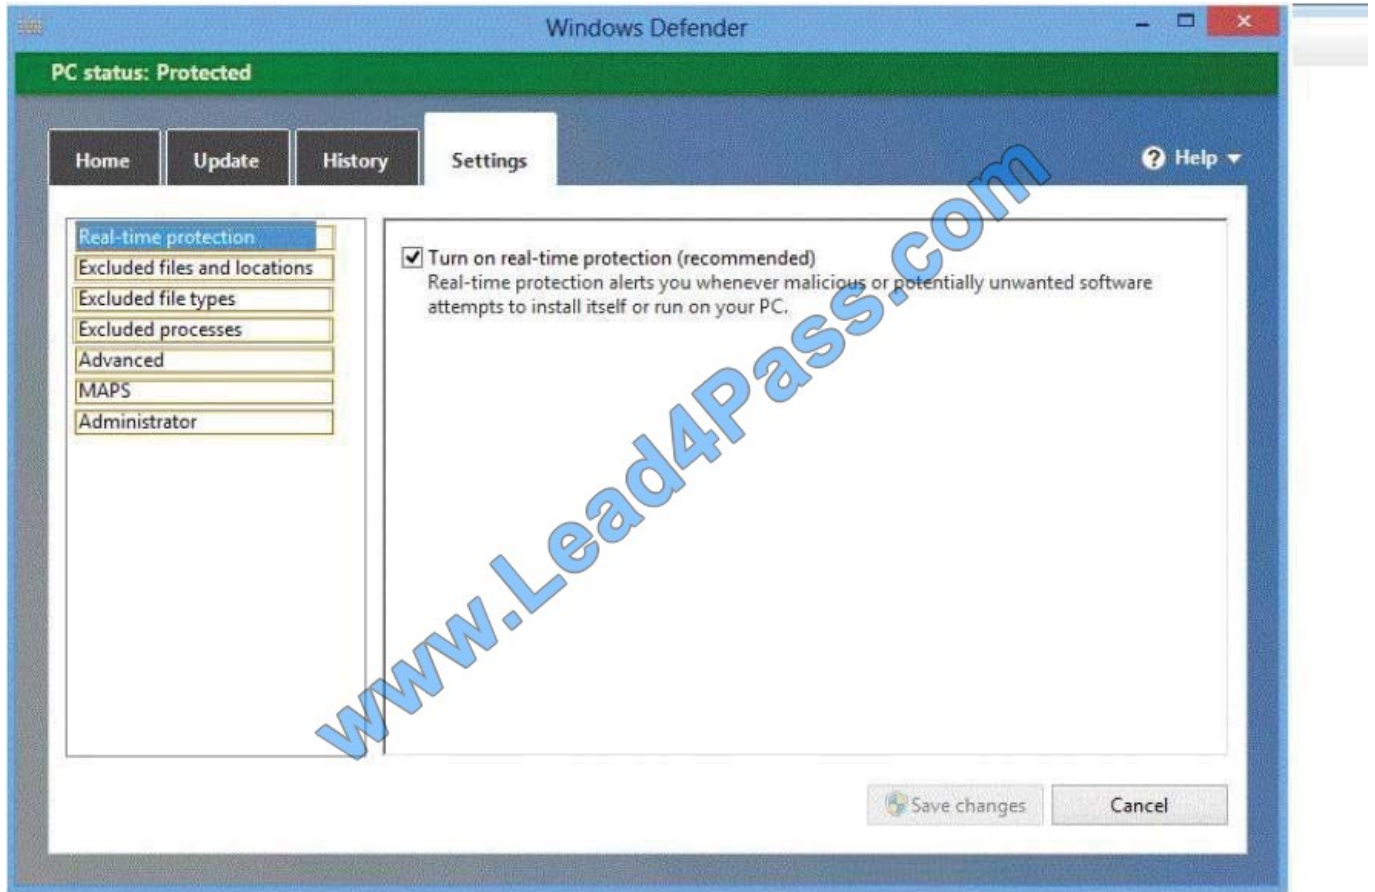 Windows Defender
PC status: Protected
Home
Update
History
Settings
Help
Real-time protection
Excluded files and locations
Excluded file types
Excluded processes
Advanced
MAPS
Administrator
Turn on real-time protection (recommended)
Real-time protection alerts you whenever malicious or potentially unwanted software
attempts to install itself or run on your PC.
www.Lead4Pass.com
Save changes
Cancel